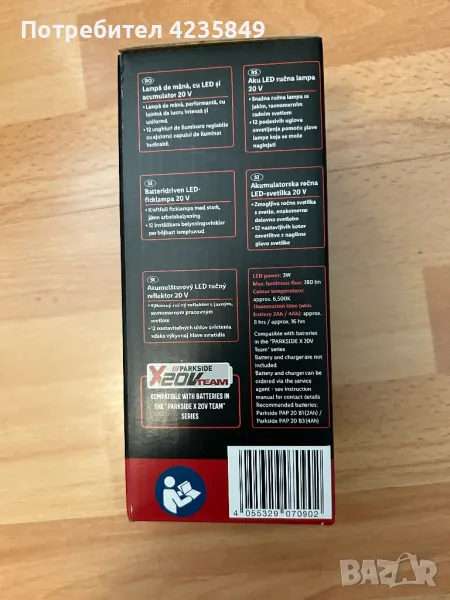 Потребител 4235849
RO
Lampă de mână, cu LED și
acumulator 20 V
• Lampă de mână, performantă, cu
lumină de lucru intensă și
uniformă
• 12 unghiuri de iluminare reglabile
cu ajutorul capului de iluminat
înclinabil
RS
Aku LED ručna lampa
20 V
• Snažna ručna lampa sa
jakim, ravnomernim
radnim svetlom
• 12 podesivih uglova
osvetljenja pomoću glave
lampe koja se može
naginjati
SE
Batteridriven LED-
ficklampa 20 V
• Kraftfull ficklampa med stark,
jämn arbetsbelysning
• 12 inställbara belysningsvinklar
för böjbart lamphuvud
SI
Akumulatorska ročna
LED-svetilka 20 V
• Zmogljiva ročna svetilka
s svetlo, enakomerno
delovno svetlobo
• 12 nastavljivih kotov
osvetlitve z nagibne
glavo svetilke
SK
Akumulátorový LED ručný
reflektor 20 V
• Výkonný ručný reflektor s jasným,
rovnomerným pracovným
svetlom
• 12 nastaviteľných uhlov svietenia
vďaka výkyvnej hlave svietidla
LED power: 3W
Max. luminous flux: 280 lm
Colour temperature:
approx. 6,500K
Illumination time (with
battery 2Ah / 4Ah): approx.
8 hrs / approx. 16 hrs
Compatible with batteries
in the "PARKSIDE X 20V
Team" series
Battery and charger are not
included
Battery and charger can be
ordered via the service
agent - see instruction
manual for contact details
Recommended batteries:
Parkside PAP 20 B1(2Ah) /
Parkside PAP 20 B3(4Ah)
///PARKSIDE
X20V TEAM
COMPATIBLE WITH BATTERIES IN
THE "PARKSIDE X 20V TEAM"
SERIES
4 055329 070902
BAZAR.bg